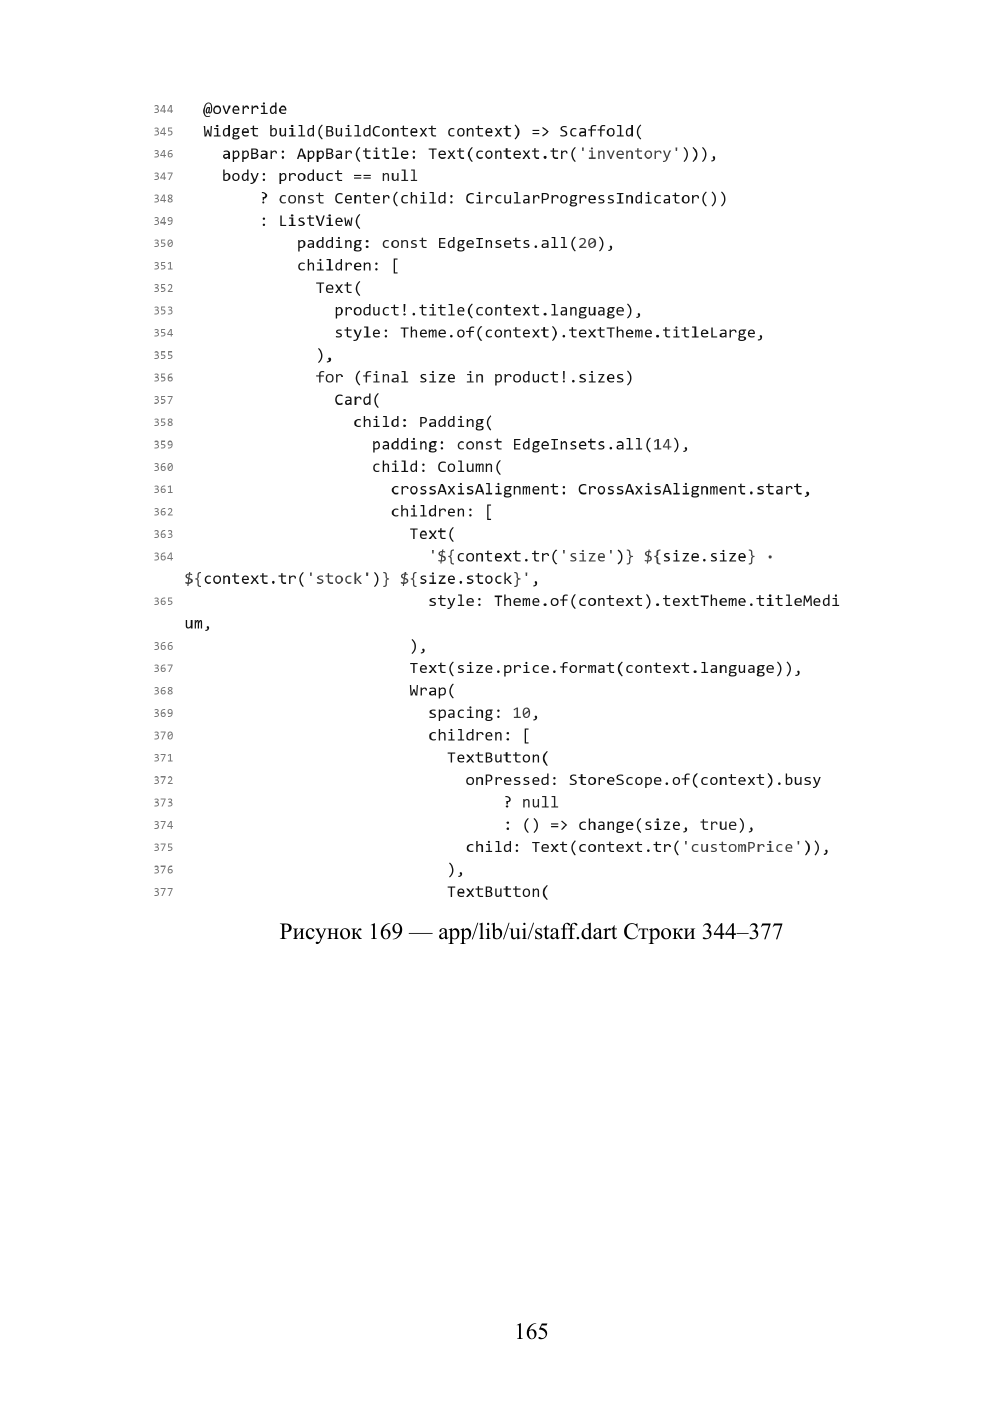 344 @override
345 Widget build(BuildContext context) => Scaffold(
346 appBar: AppBar(title: Text(context.tr('inventory'))),
347 body: product == null
348 ? const Center(child: CircularProgressIndicator())
349 : ListView(
350 padding: const EdgeInsets.all(20),
351 children: [
352 Text(
353 product!.title(context.language),
354 style: Theme.of(context).textTheme.titleLarge,
355 ),
356 for (final size in product!.sizes)
357 Card(
358 child: Padding(
359 padding: const EdgeInsets.all(14),
360 child: Column(
361 crossAxisAlignment: CrossAxisAlignment.start,
362 children: [
363 Text(
364 '${context.tr('size')} ${size.size} ·
${context.tr('stock')} ${size.stock}',
365 style: Theme.of(context).textTheme.titleMedi
um,
366 ),
367 Text(size.price.format(context.language)),
368 Wrap(
369 spacing: 10,
370 children: [
371 TextButton(
372 onPressed: StoreScope.of(context).busy
373 ? null
374 : () => change(size, true),
375 child: Text(context.tr('customPrice')),
376 ),
377 TextButton(
Рисунок 169 — app/lib/ui/staff.dart Строки 344–377
165